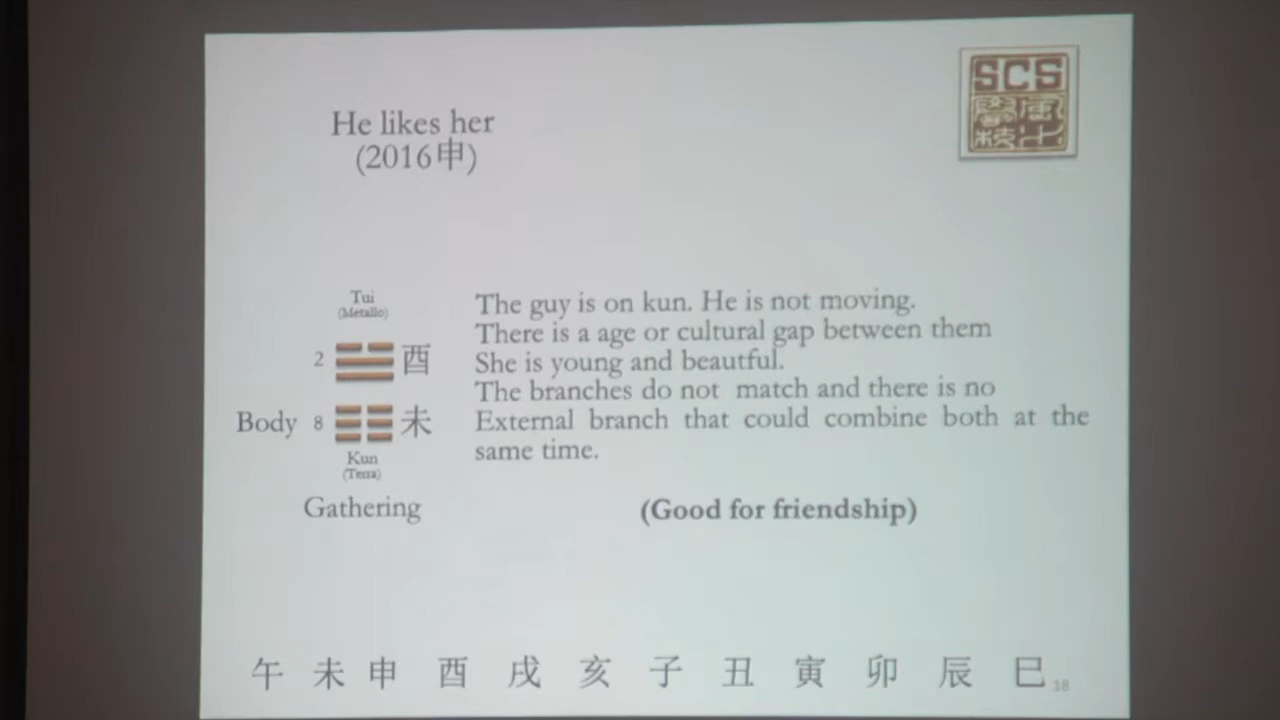 SCS
He likes her
(2016申)
Tui
(Metallo)
2
酉
Body
8
未
Kun
(Terra)
Gathering
The guy is on kun. He is not moving.
There is a age or cultural gap between them
She is young and beautful.
The branches do not match and there is no
External branch that could combine both at the
same time.
(Good for friendship)
午 未 申 酉 戌 亥 子 丑 寅 卯 辰 巳
38